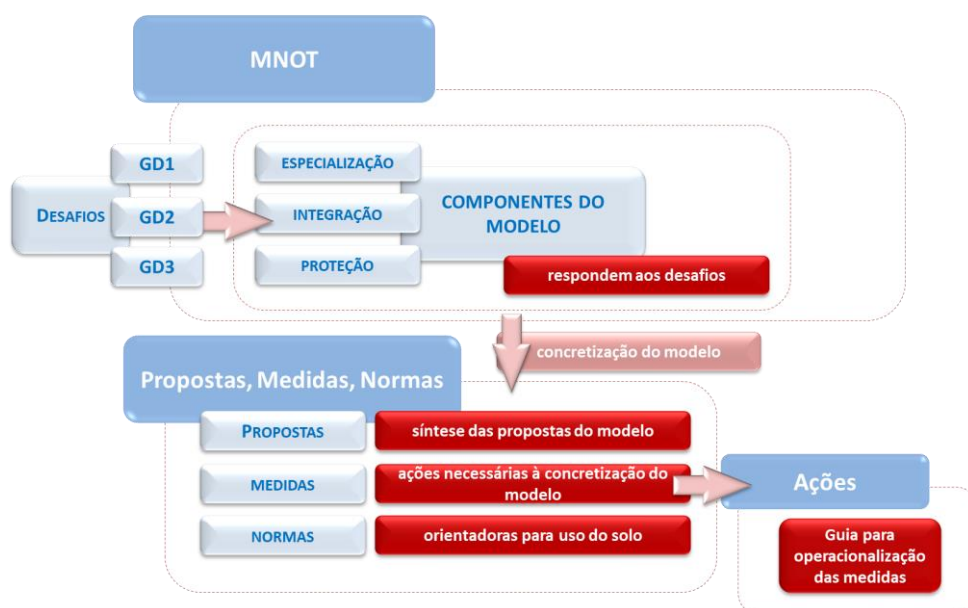 MNOT
DESAFIOS
GD1
GD2
GD3
ESPECIALIZAÇÃO
INTEGRAÇÃO
PROTEÇÃO
COMPONENTES DO
MODELO
respondem aos desafios
concretização do modelo
Propostas, Medidas, Normas
PROPOSTAS
síntese das propostas do modelo
MEDIDAS
ações necessárias à concretização do
modelo
NORMAS
orientadoras para uso do solo
Ações
Guia para
operacionalização
das medidas